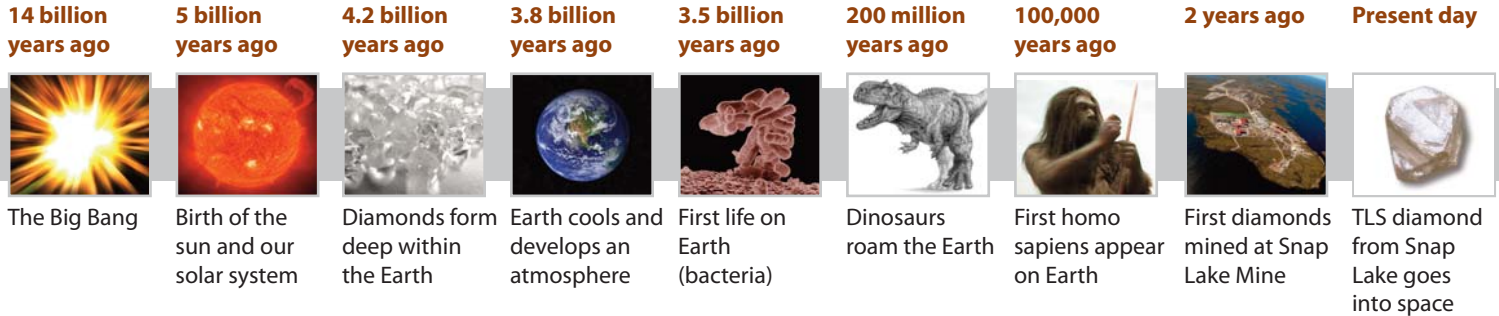 14 billion
years ago
5 billion
years ago
4.2 billion
years ago
3.8 billion
years ago
3.5 billion
years ago
200 million
years ago
100,000
years ago
2 years ago
Present day
The Big Bang
Birth of the
sun and our
solar system
Diamonds form
deep within
the Earth
Earth cools and
develops an
atmosphere
First life on
Earth
(bacteria)
Dinosaurs
roam the Earth
First homo
sapiens appear
on Earth
First diamonds
mined at Snap
Lake Mine
TLS diamond
from Snap
Lake goes
into space